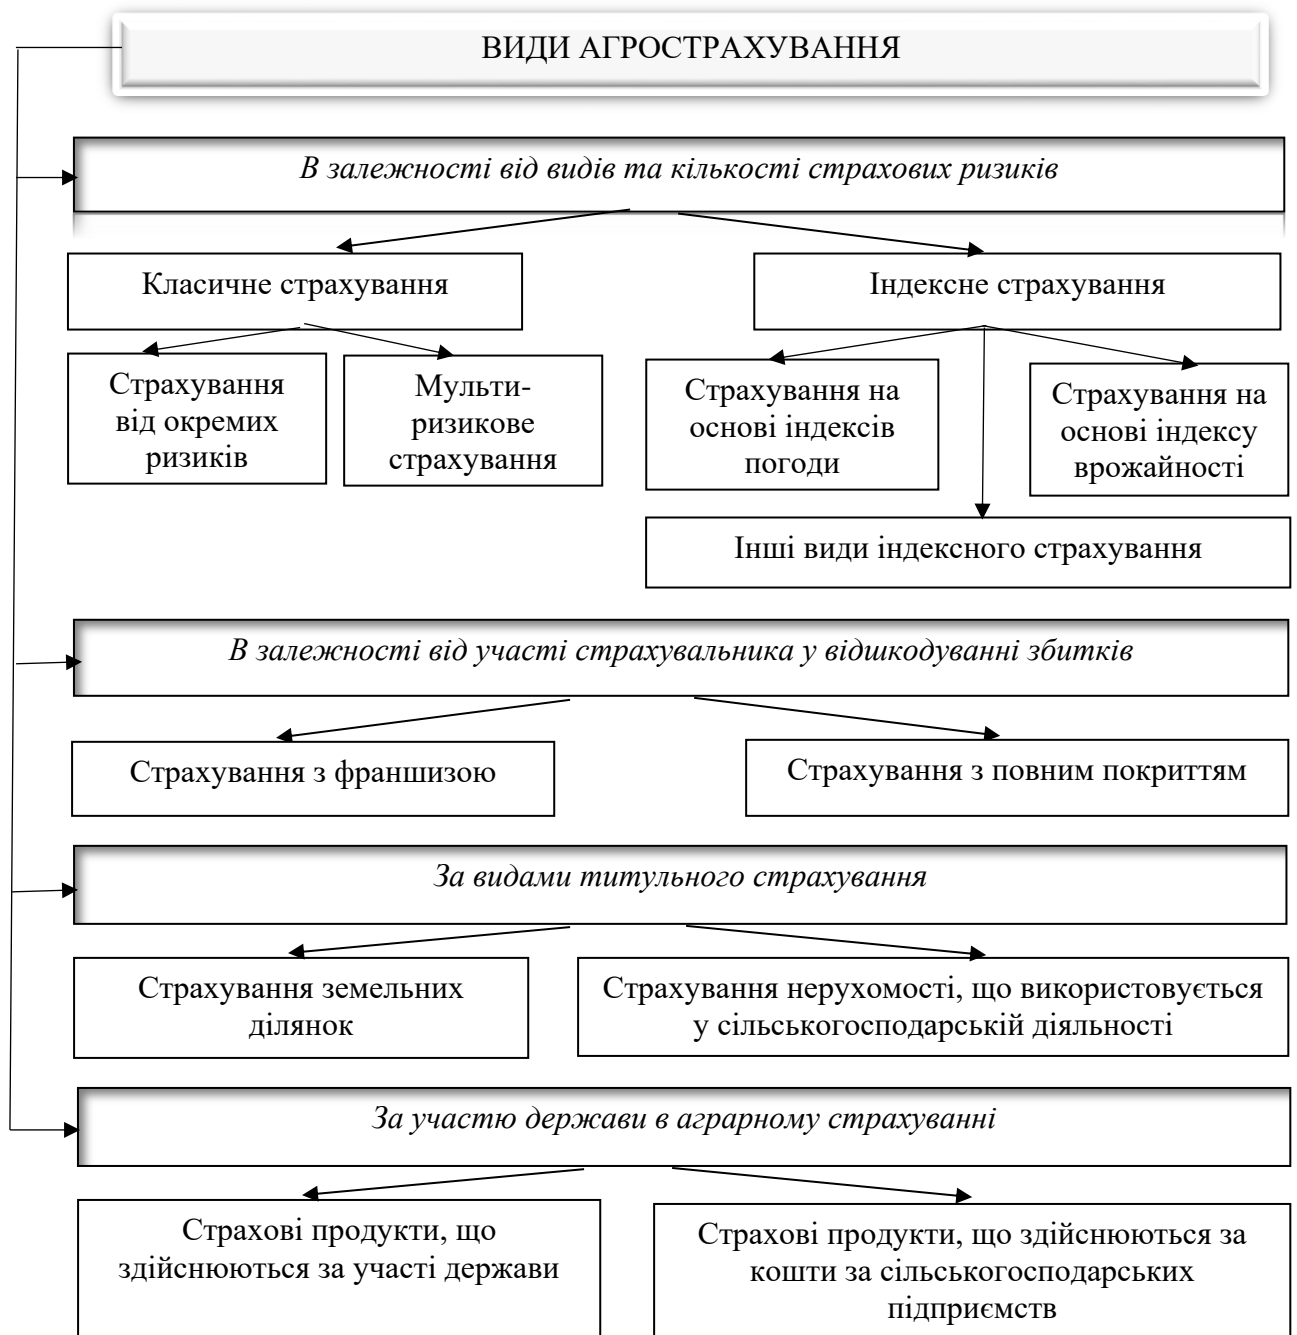 ВИДИ АГРОСТРАХУВАННЯ
В залежності від видів та кількості страхових ризиків
Класичне страхування
Індексне страхування
Страхування
від окремих
ризиків
Мульти-
ризикове
страхування
Страхування на
основі індексів
погоди
Страхування на
основі індексу
врожайності
Інші види індексного страхування
В залежності від участі страхувальника у відшкодуванні збитків
Страхування з франшизою
Страхування з повним покриттям
За видами титульного страхування
Страхування земельних
ділянок
Страхування нерухомості, що використовується
у сільськогосподарській діяльності
За участю держави в аграрному страхуванні
Страхові продукти, що
здійснюються за участі держави
Страхові продукти, що здійснюються за
кошти за сільськогосподарських
підприємств